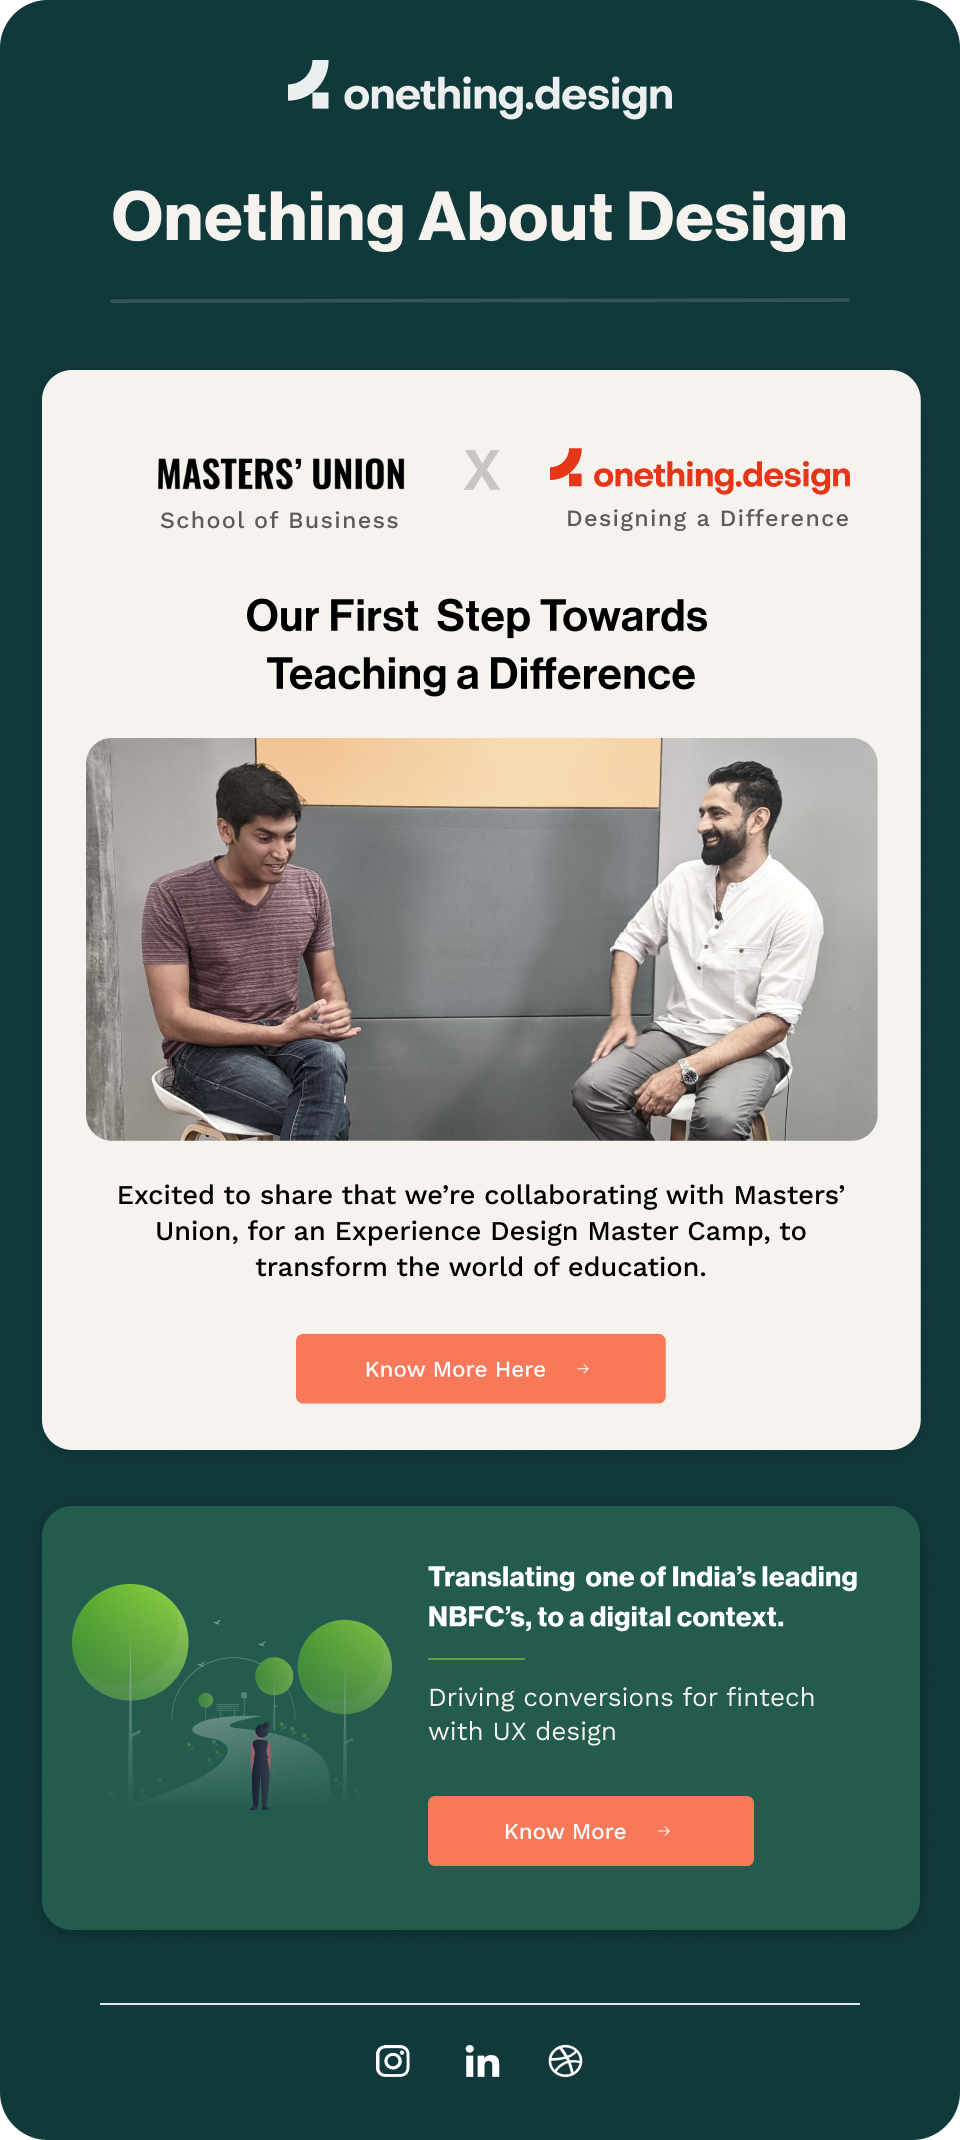 onething.design
Onething About Design
MASTERS’ UNION
School of Business
X
onething.design
Designing a Difference
Our First Step Towards
Teaching a Difference
Excited to share that we’re collaborating with Masters’
Union, for an Experience Design Master Camp, to
transform the world of education.
Know More Here →
Translating one of India’s leading
NBFC’s, to a digital context.
Driving conversions for fintech
with UX design
Know More →
in